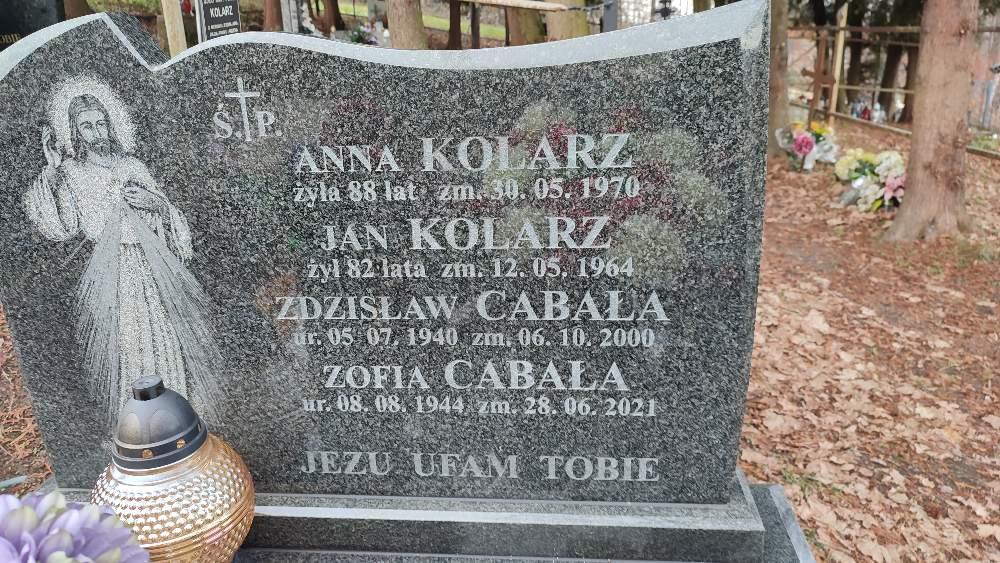 KOLARZ
Ś. P.
ANNA KOLARZ
żyła 88 lat zm. 30. 05. 1970
JAN KOLARZ
żył 82 lata zm. 12. 05. 1964
ZDZISŁAW CABAŁA
ur. 05. 07. 1940 zm. 06. 10. 2000
ZOFIA CABAŁA
ur. 08. 08. 1944 zm. 28. 06. 2021
JEZU UFAM TOBIE